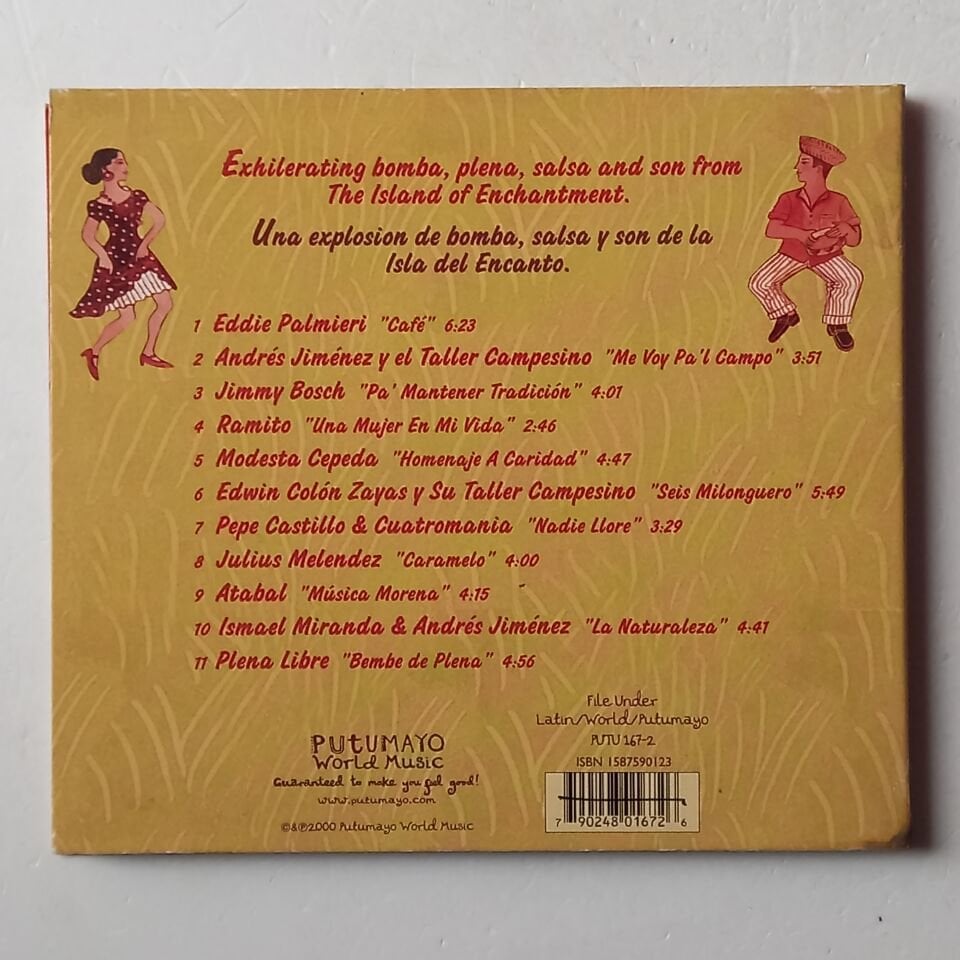 Exhilerating bomba, plena, salsa and son from
The Island of Enchantment.
Una explosion de bomba, salsa y son de la
Isla del Encanto.
1 Eddie Palmieri "Café" 6:23
2 Andrés Jiménez y el Taller Campesino "Me Voy Pa'l Campo" 3:51
3 Jimmy Bosch "Pa' Mantener Tradición" 4:01
4 Ramito "Una Mujer En Mi Vida" 2:46
5 Modesta Cepeda "Homenaje A Caridad" 4:47
6 Edwin Colón Zayas y Su Taller Campesino "Seis Milonguero" 5:49
7 Pepe Castillo & Cuatromania "Nadie Llore" 3:29
8 Julius Melendez "Caramelo" 4:00
9 Atabal "Música Morena" 4:15
10 Ismael Miranda & Andrés Jiménez "La Naturaleza" 4:41
11 Plena Libre "Bembe de Plena" 4:56
File Under
Latin/World/Putumayo
PUTU 167-2
ISBN 1587590123
7 90248 01672 6
PUTUMAYO
World Music
Guaranteed to make you feel good!
www.putumayo.com
©&℗2000 Putumayo World Music